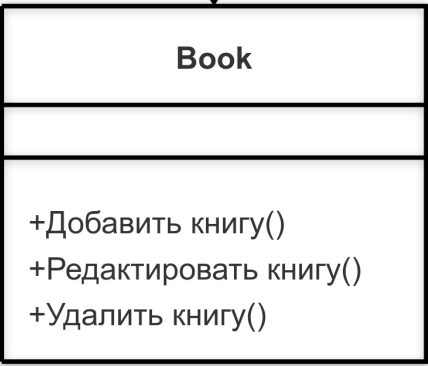 Book
+Добавить книгу()
+Редактировать книгу()
+Удалить книгу()